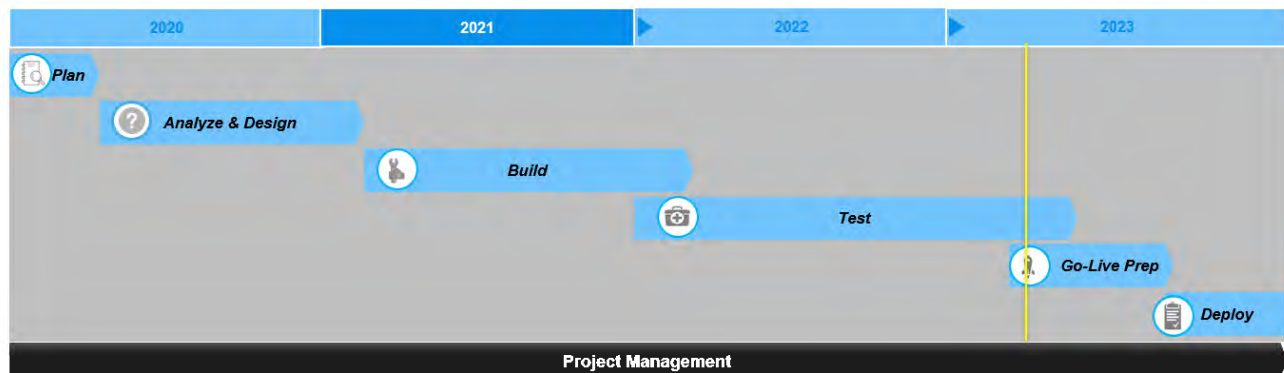 2020 2021 2022 2023
Plan
Analyze & Design
Build
Test
Go-Live Prep
Deploy
Project Management